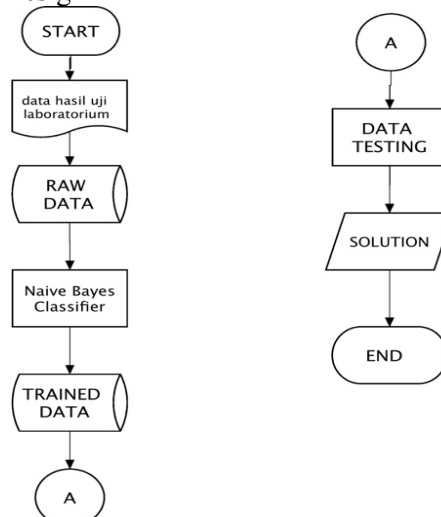 START
data hasil uji
laboratorium
RAW
DATA
Naive Bayes
Classifier
TRAINED
DATA
A
A
DATA
TESTING
SOLUTION
END